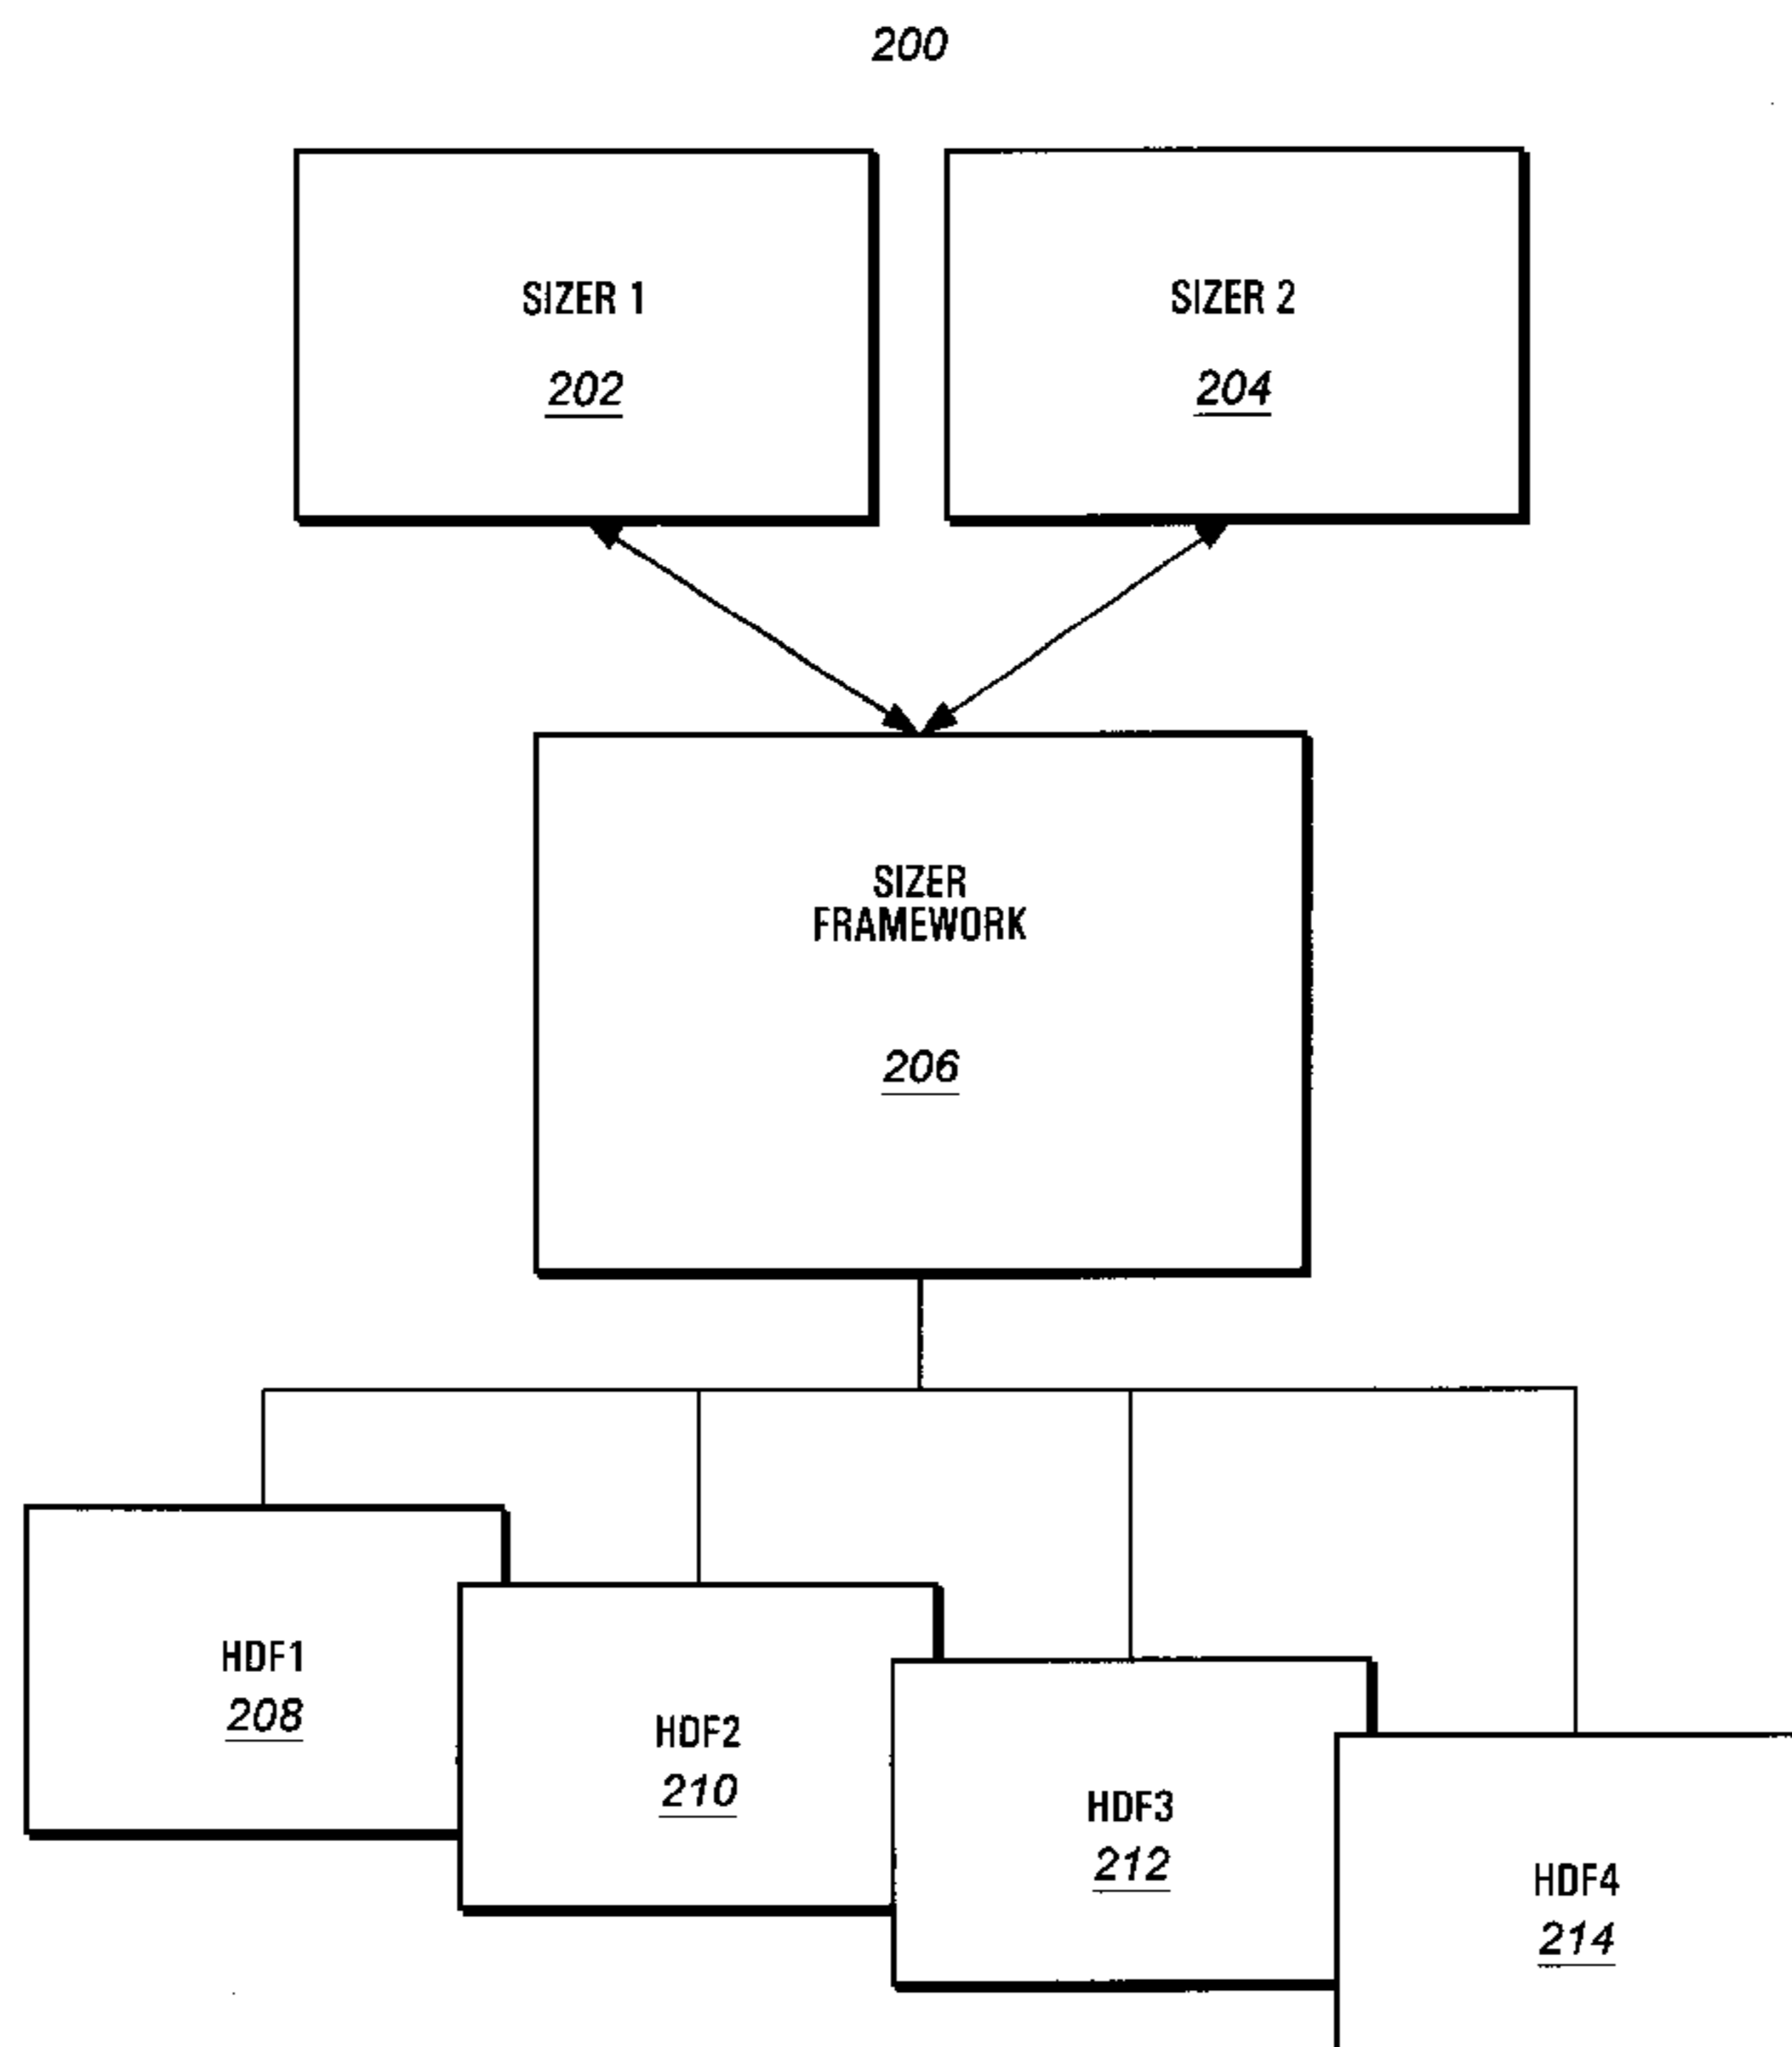 200
SIZER 1
202
SIZER 2
204
SIZER
FRAMEWORK
206
HDF1
208
HDF2
210
HDF3
212
HDF4
214